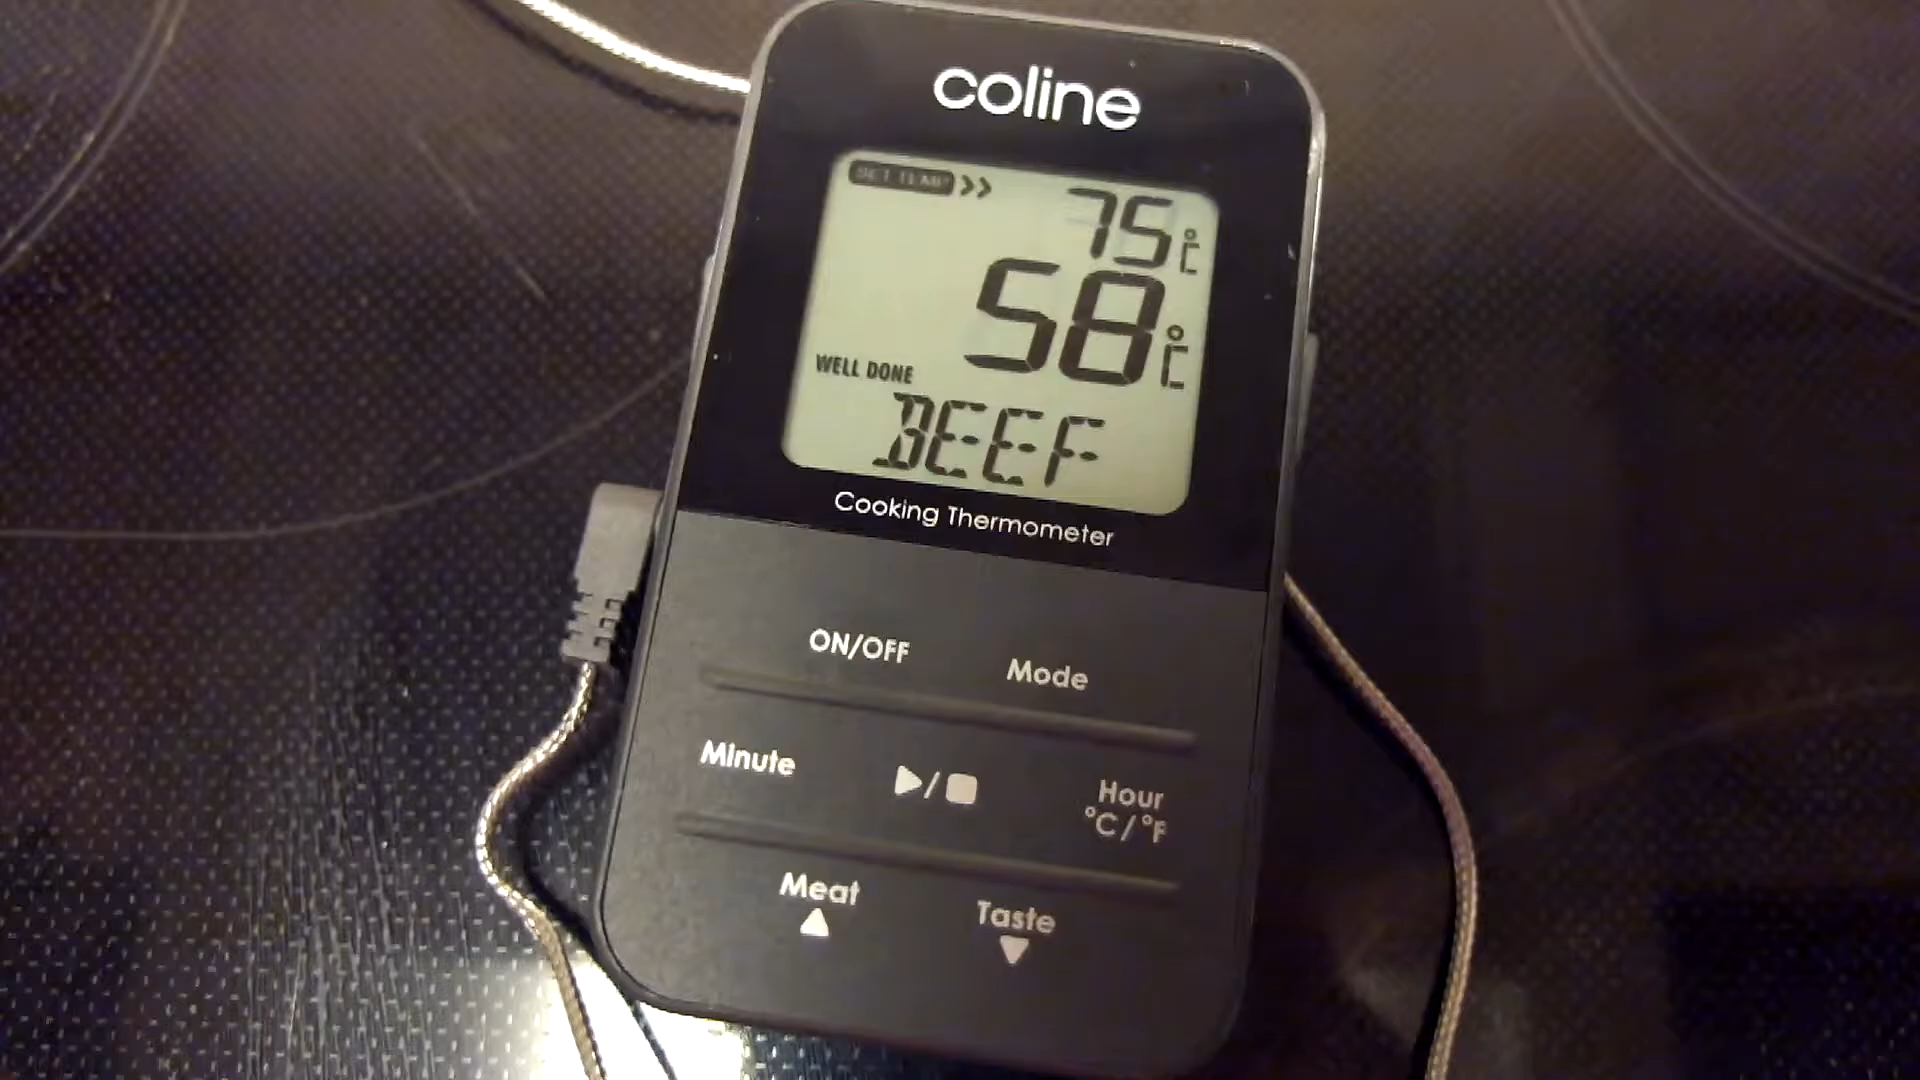 coline
SET TEMP >> 75°C
58°C
WELL DONE
BEEF
Cooking Thermometer
ON/OFF Mode
Minute ▶/■ Hour
°C/°F
Meat Taste
▲ ▼